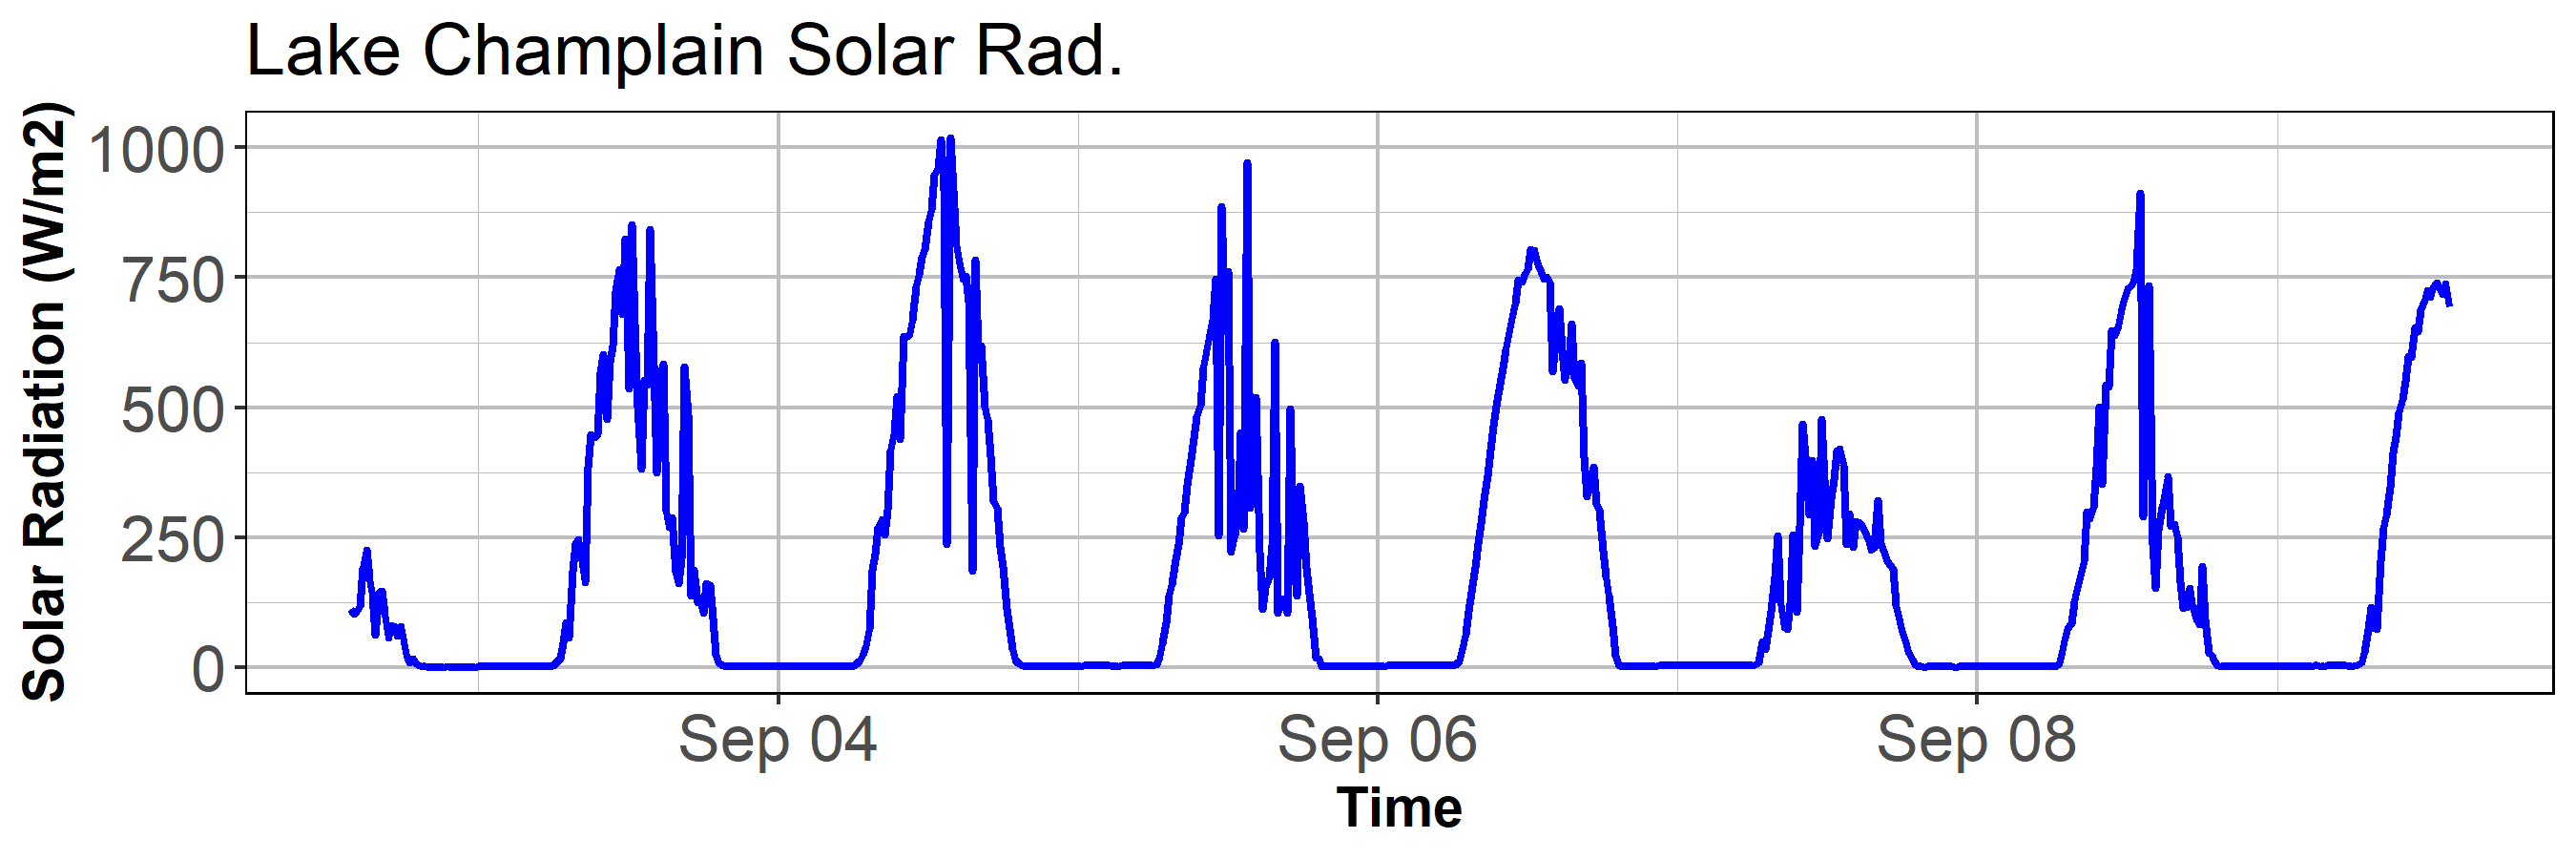 Lake Champlain Solar Rad.
Solar Radiation (W/m2)
1000
750
500
250
0
Sep 04
Sep 06
Sep 08
Time